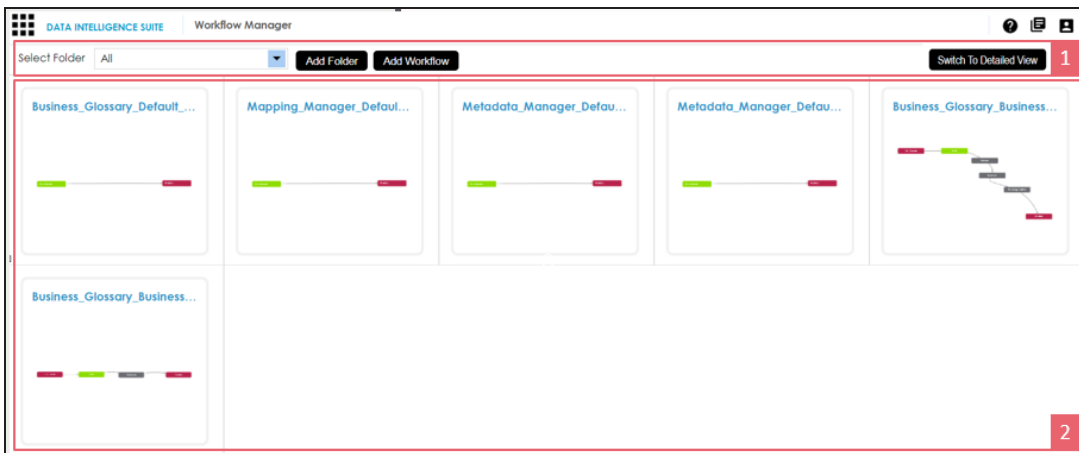 DATA INTELLIGENCE SUITE Workflow Manager
Select Folder All Add Folder Add Workflow Switch To Detailed View 1
Business_Glossary_Default_... Mapping_Manager_Defaul... Metadata_Manager_Defau... Metadata_Manager_Defau... Business_Glossary_Business...
Business_Glossary_Business...
2